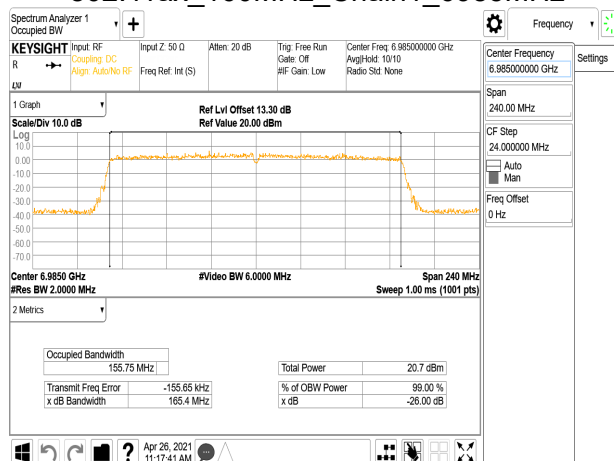 Spectrum Analyzer 1
Occupied BW
Frequency
KEYSIGHT
R
Input: RF
Coupling: DC
Align: Auto/No RF
Input Z: 50 Ω
Freq Ref: Int (S)
Atten: 20 dB
Trig: Free Run
Gate: Off
#IF Gain: Low
Center Freq: 6.985000000 GHz
Avg|Hold: 10/10
Radio Std: None
LXI
Center Frequency
6.985000000 GHz
Settings
Span
240.00 MHz
CF Step
24.000000 MHz
Auto
Man
Freq Offset
0 Hz
1 Graph
Scale/Div 10.0 dB
Ref Lvl Offset 13.30 dB
Ref Value 20.00 dBm
Log
10.0
0.00
-10.0
-20.0
-30.0
-40.0
-50.0
-60.0
-70.0
Center 6.9850 GHz
#Video BW 6.0000 MHz
Span 240 MHz
#Res BW 2.0000 MHz
Sweep 1.00 ms (1001 pts)
2 Metrics
Occupied Bandwidth
155.75 MHz
Total Power 20.7 dBm
Transmit Freq Error -155.65 kHz
% of OBW Power 99.00 %
x dB Bandwidth 165.4 MHz
x dB -26.00 dB
?
Apr 26, 2021
11:17:41 AM